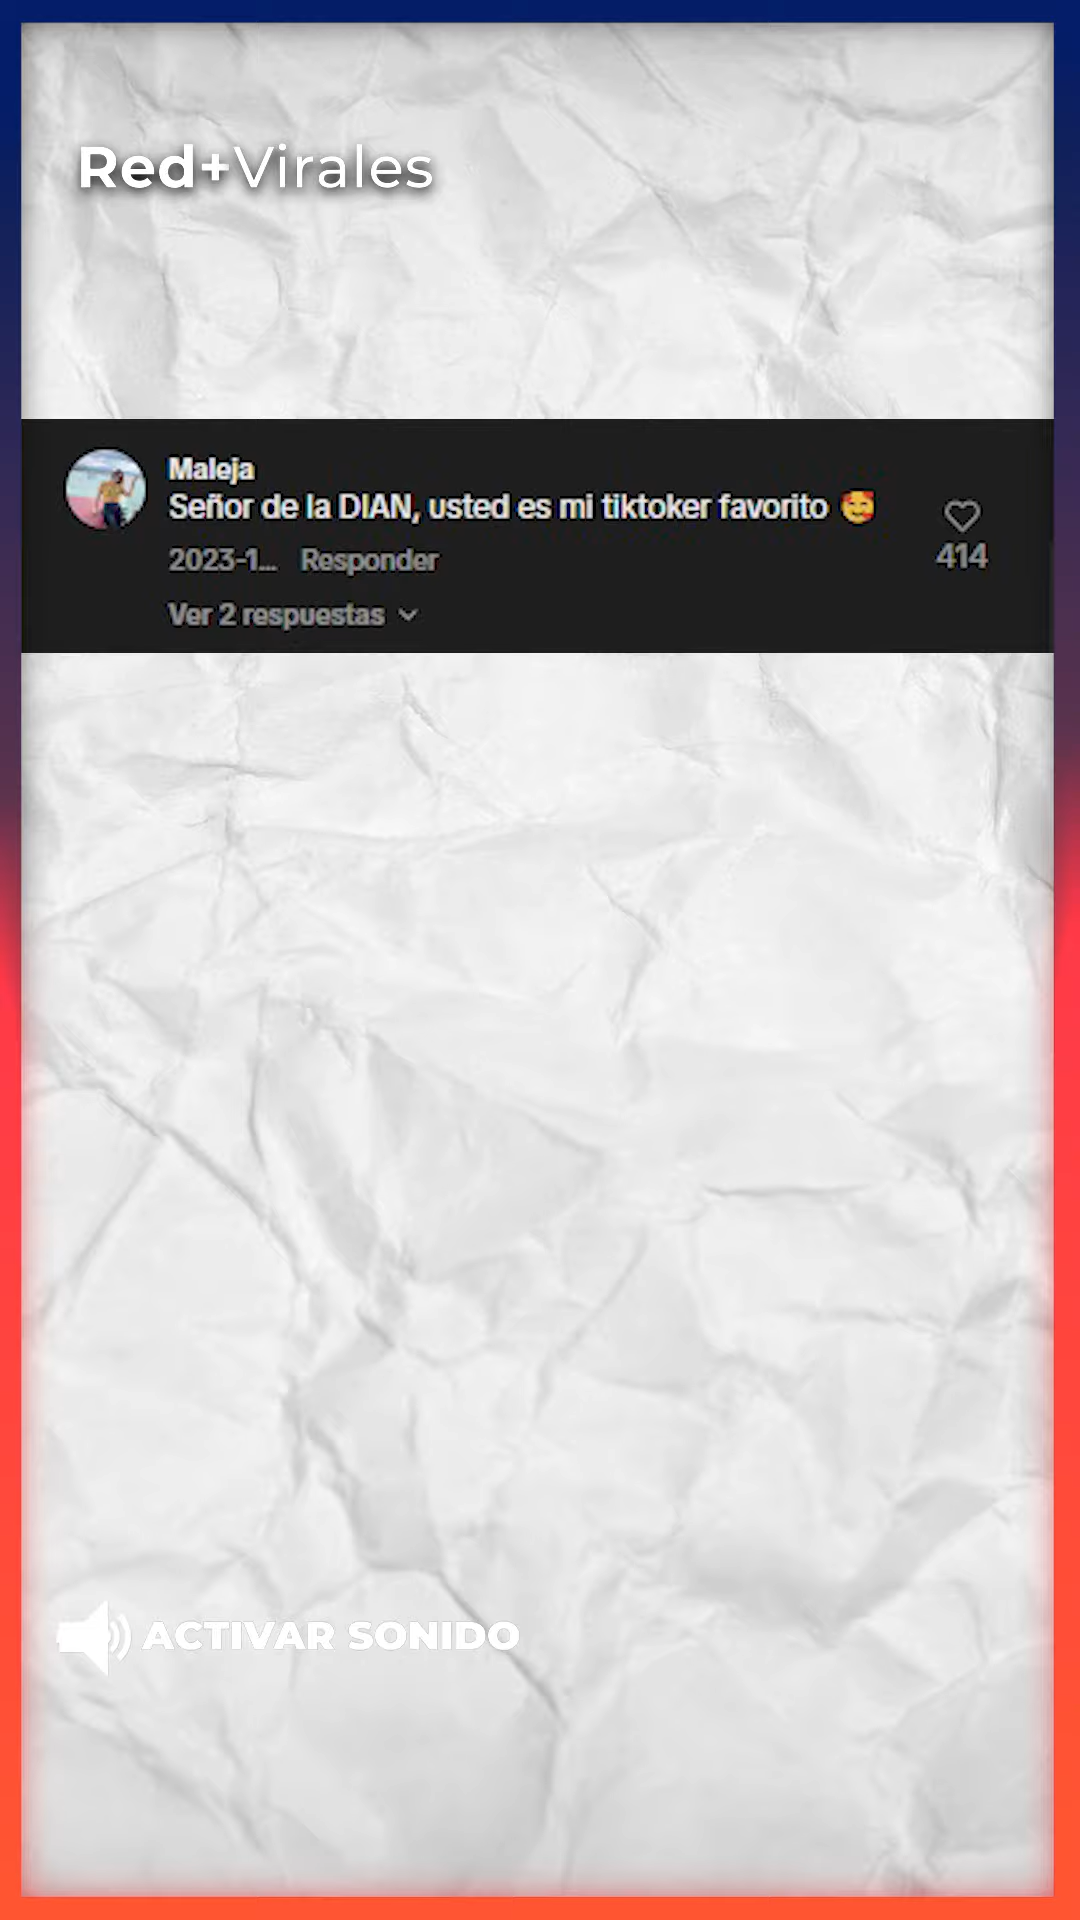 Red+Virales
Maleja
Señor de la DIAN, usted es mi tiktoker favorito 🥰
414
2023-1... Responder
Ver 2 respuestas
ACTIVAR SONIDO